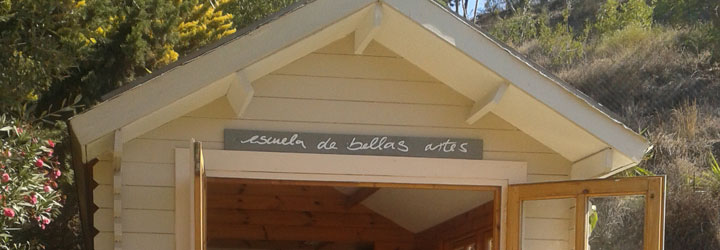 escuela de bellas artes